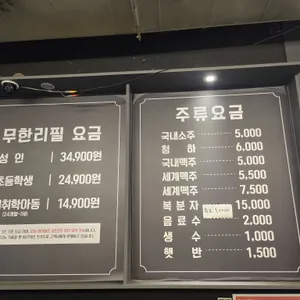 무한리필 요금
성 인 34,900원
초등학생 24,900원
취학아동 14,900원
주류요금
국내소주 5.000
청 하 6.000
국내맥주 5.000
세계맥주 5.500
세계맥주 7.500
복 분 자 15.000
음 료 수 2.000
생 수 1,000
햇 반 1,500